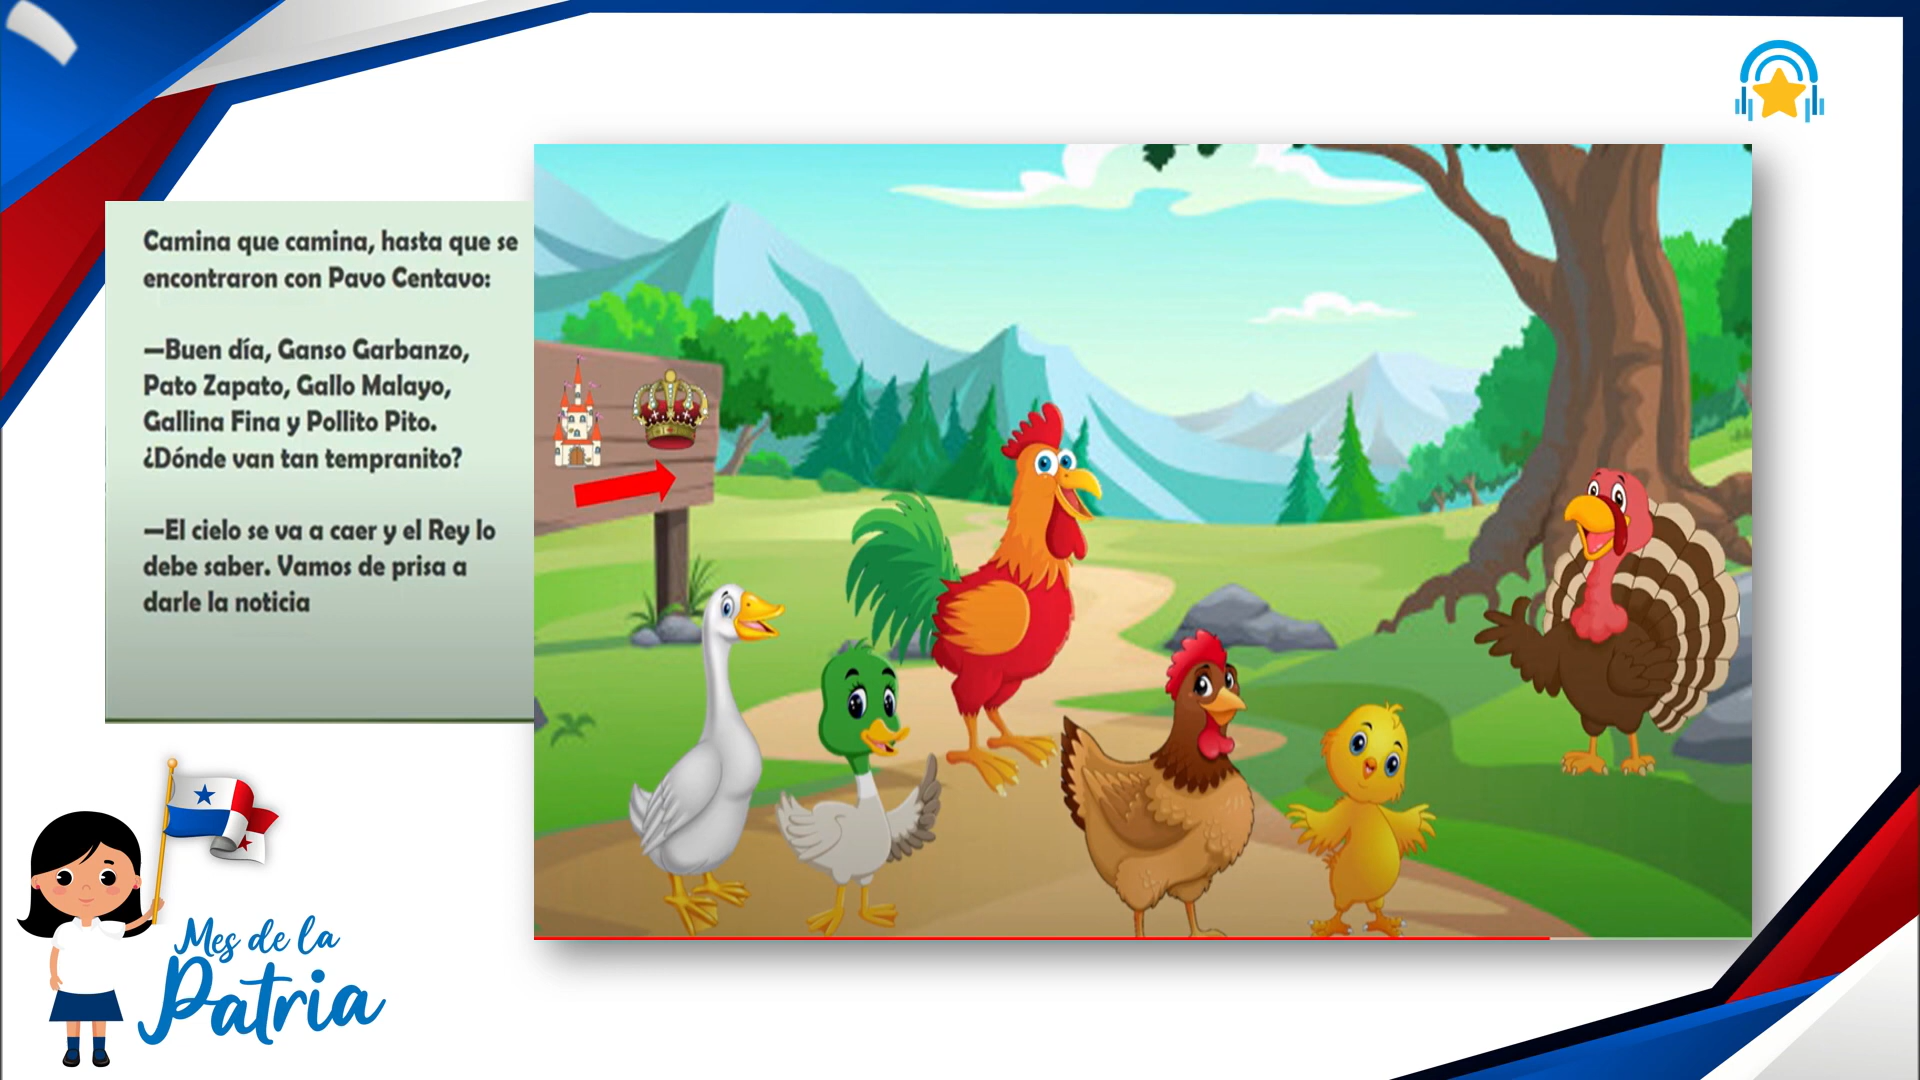 Camina que camina, hasta que se
encontraron con Pavo Centavo:
—Buen día, Ganso Garbanzo,
Pato Zapato, Gallo Malayo,
Gallina Fina y Pollito Pito.
¿Dónde van tan tempranito?
—El cielo se va a caer y el Rey lo
debe saber. Vamos de prisa a
darle la noticia
Mes de la
Patria